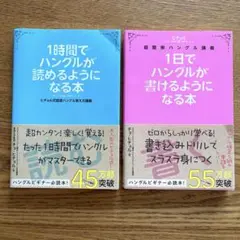 1時間で
ハングルが
読めるように
なる本
ヒチョル式超簡単ハングル覚え方講義
超カンタン!楽しく!覚える!
たった1時間でハングルが
マスターできる
ハングルビギナー必読本!
45万部
突破
超簡単ハングル講義
1日で
ハングルが
書けるように
なる本
ゼロからしっかり学べる!
書き込みドリルして
スラスラ身につく
ハングルビギナー必読本!
55万部
突破